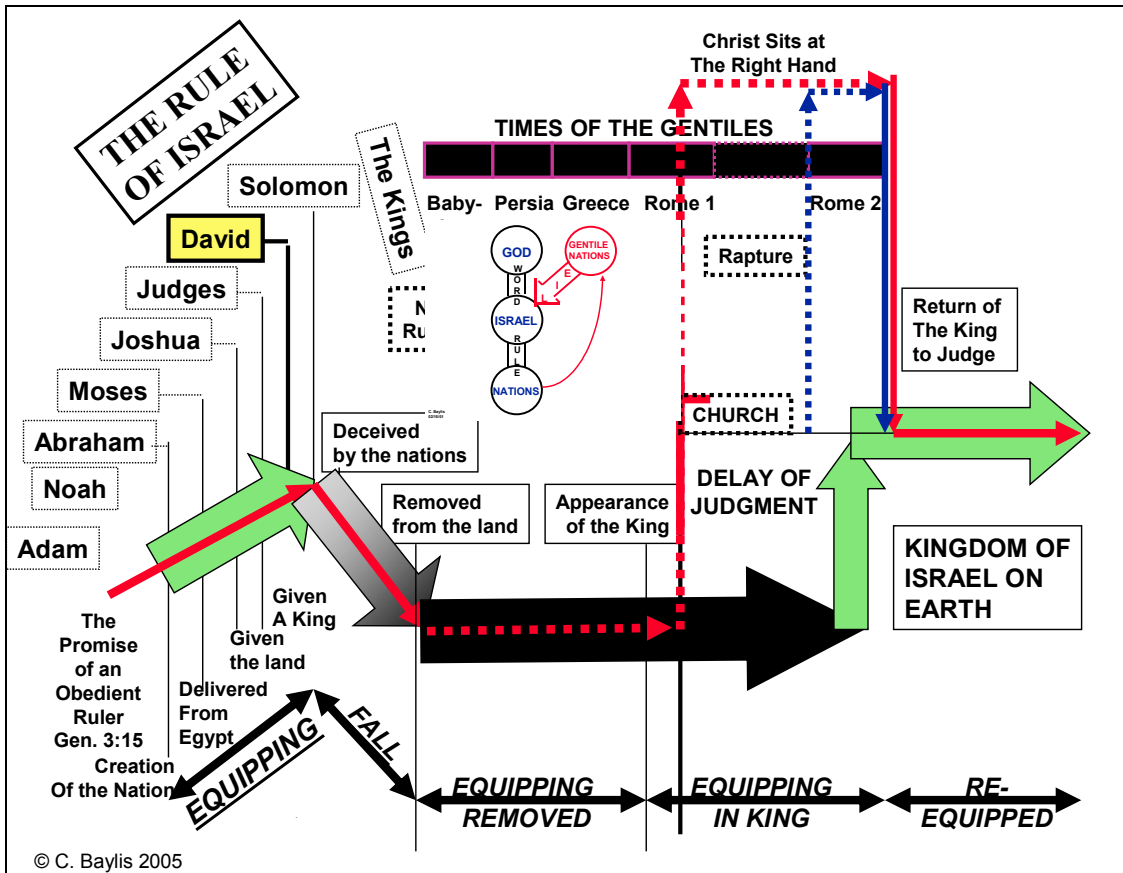 THE RULE
OF ISRAEL
Christ Sits at
The Right Hand
TIMES OF THE GENTILES
Solomon
The Kings
Baby-
Persia
Greece
Rome 1
Rome 2
David
GOD
GENTILE
NATIONS
WORD
LIE
Rapture
Judges
N
Ru
ISRAEL
RULE
Return of
The King
to Judge
Joshua
Moses
NATIONS
CHURCH
C. Baylis
Abraham
Deceived
by the nations
Noah
DELAY OF
JUDGMENT
Removed
from the land
Appearance
of the King
Adam
KINGDOM OF
ISRAEL ON
EARTH
Given
A King
The
Promise
of an
Obedient
Ruler
Gen. 3:15
Given
the land
Delivered
From
Egypt
Creation
Of the Nation
EQUIPPING
FALL
EQUIPPING
REMOVED
EQUIPPING
IN KING
RE-
EQUIPPED
© C. Baylis 2005